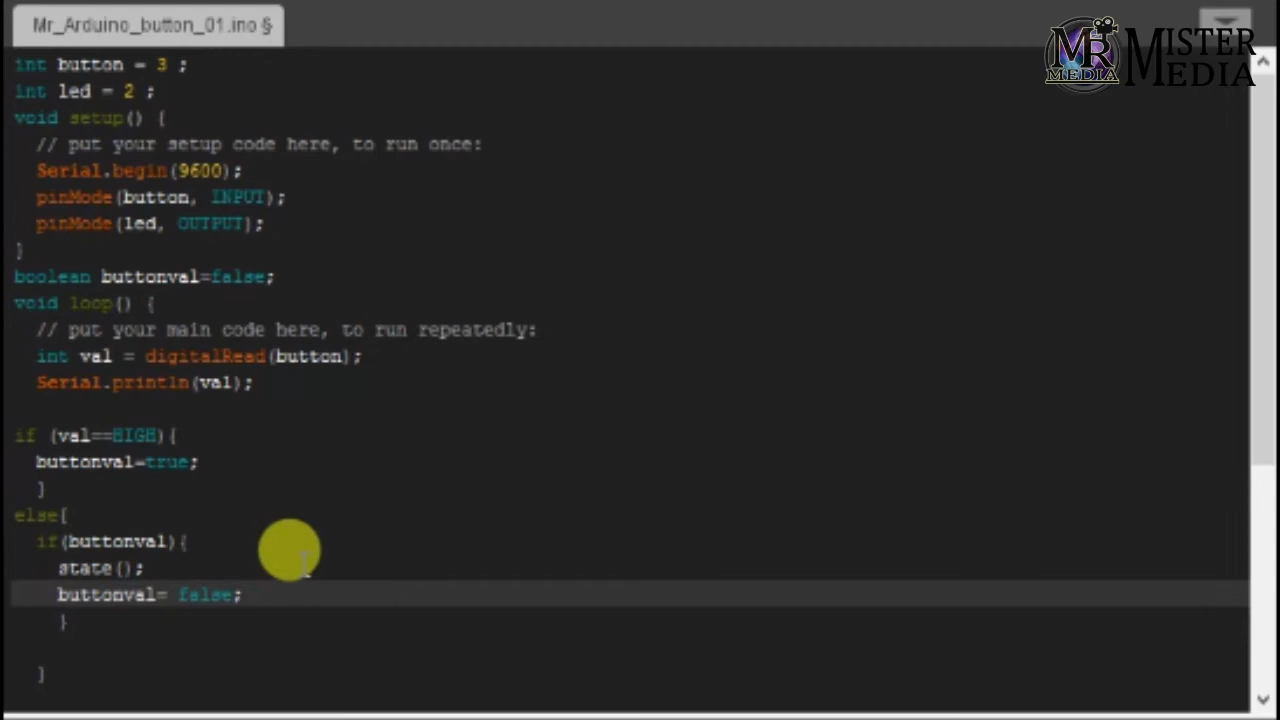 Mr_Arduino_button_01.ino §
MR
MEDIA
MISTER
MEDIA
int button = 3 ;
int led = 2 ;
void setup() {
// put your setup code here, to run once:
Serial.begin(9600);
pinMode(button, INPUT);
pinMode(led, OUTPUT);
}
boolean buttonval=false;
void loop() {
// put your main code here, to run repeatedly:
int val = digitalRead(button);
Serial.println(val);
if (val==HIGH){
buttonval=true;
}
else{
if(buttonval){
state();
buttonval= false;
}
}